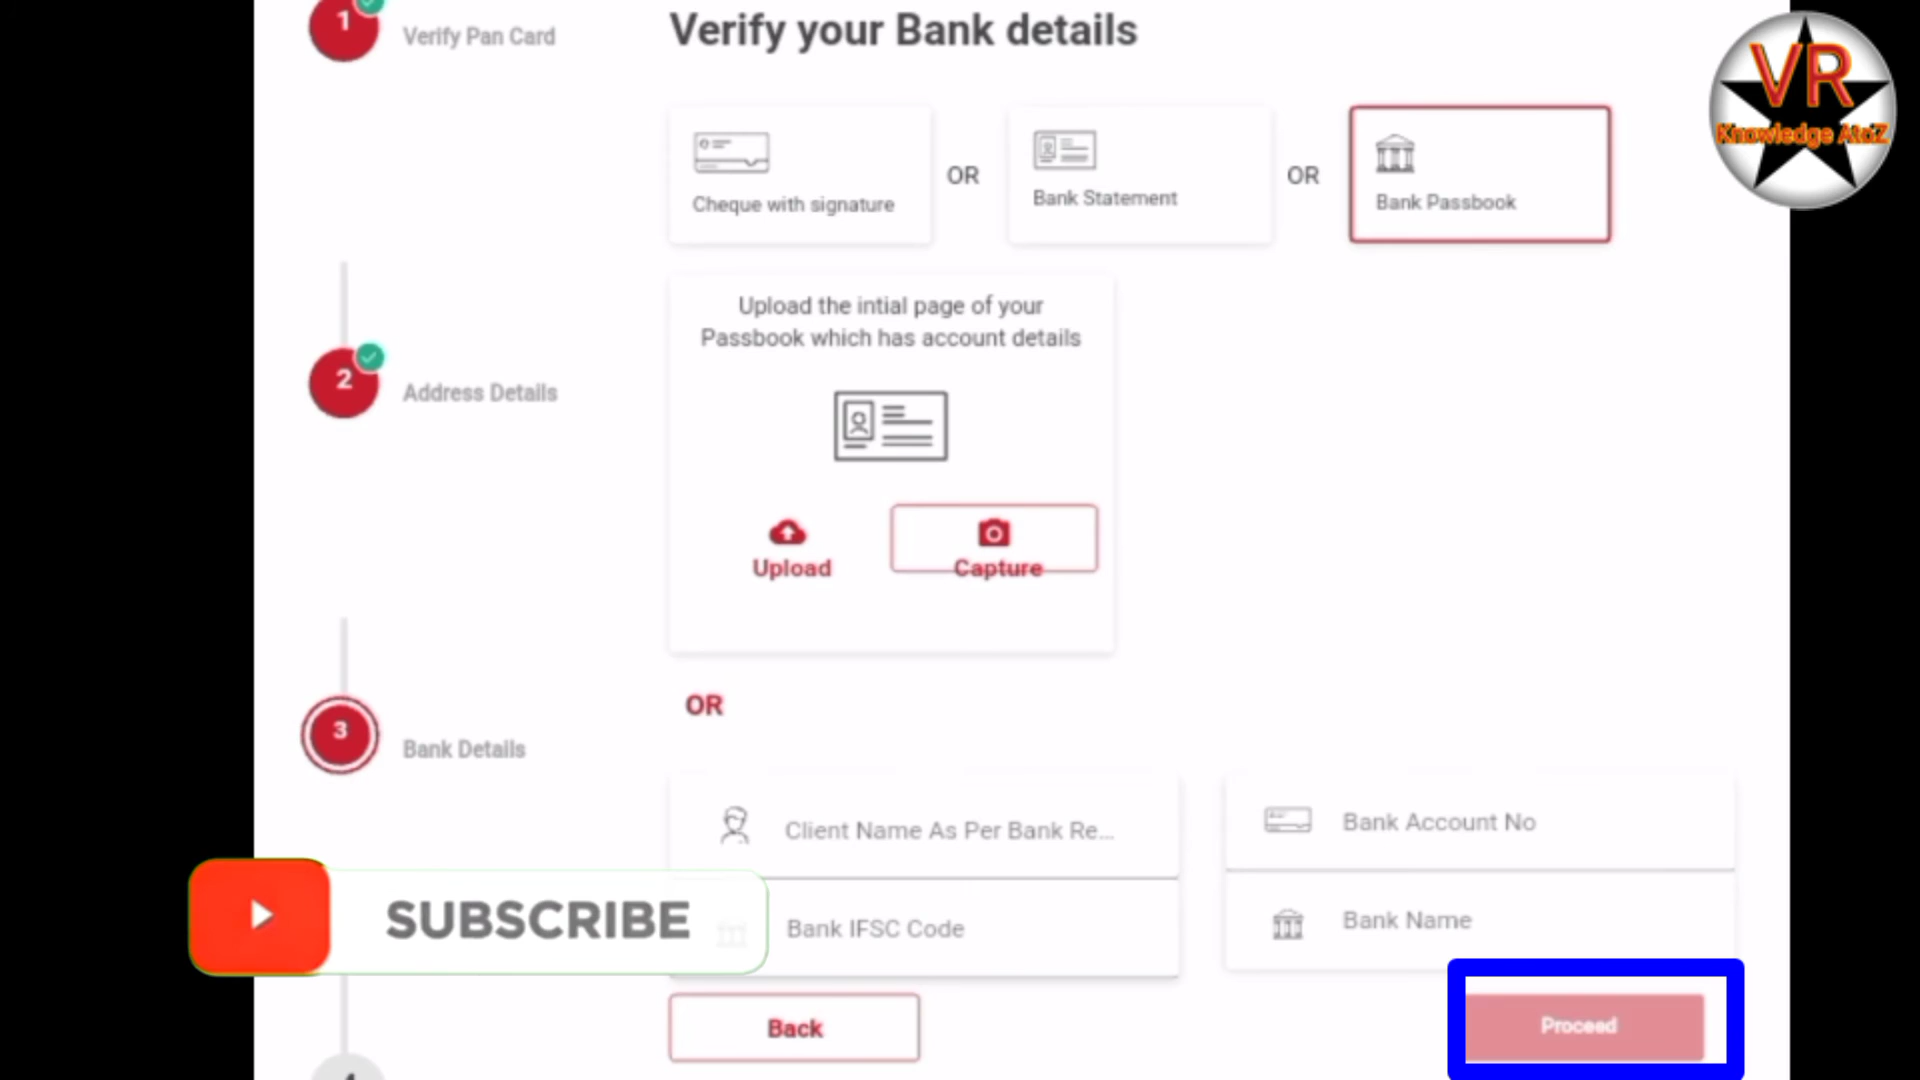 1
Verify Pan Card
Verify your Bank details
VR
Knowledge AtoZ
Cheque with signature
OR
Bank Statement
OR
Bank Passbook
Upload the intial page of your
Passbook which has account details
2
Address Details
Upload
Capture
OR
3
Bank Details
Client Name As Per Bank Re...
Bank Account No
SUBSCRIBE
Bank IFSC Code
Bank Name
Back
Proceed